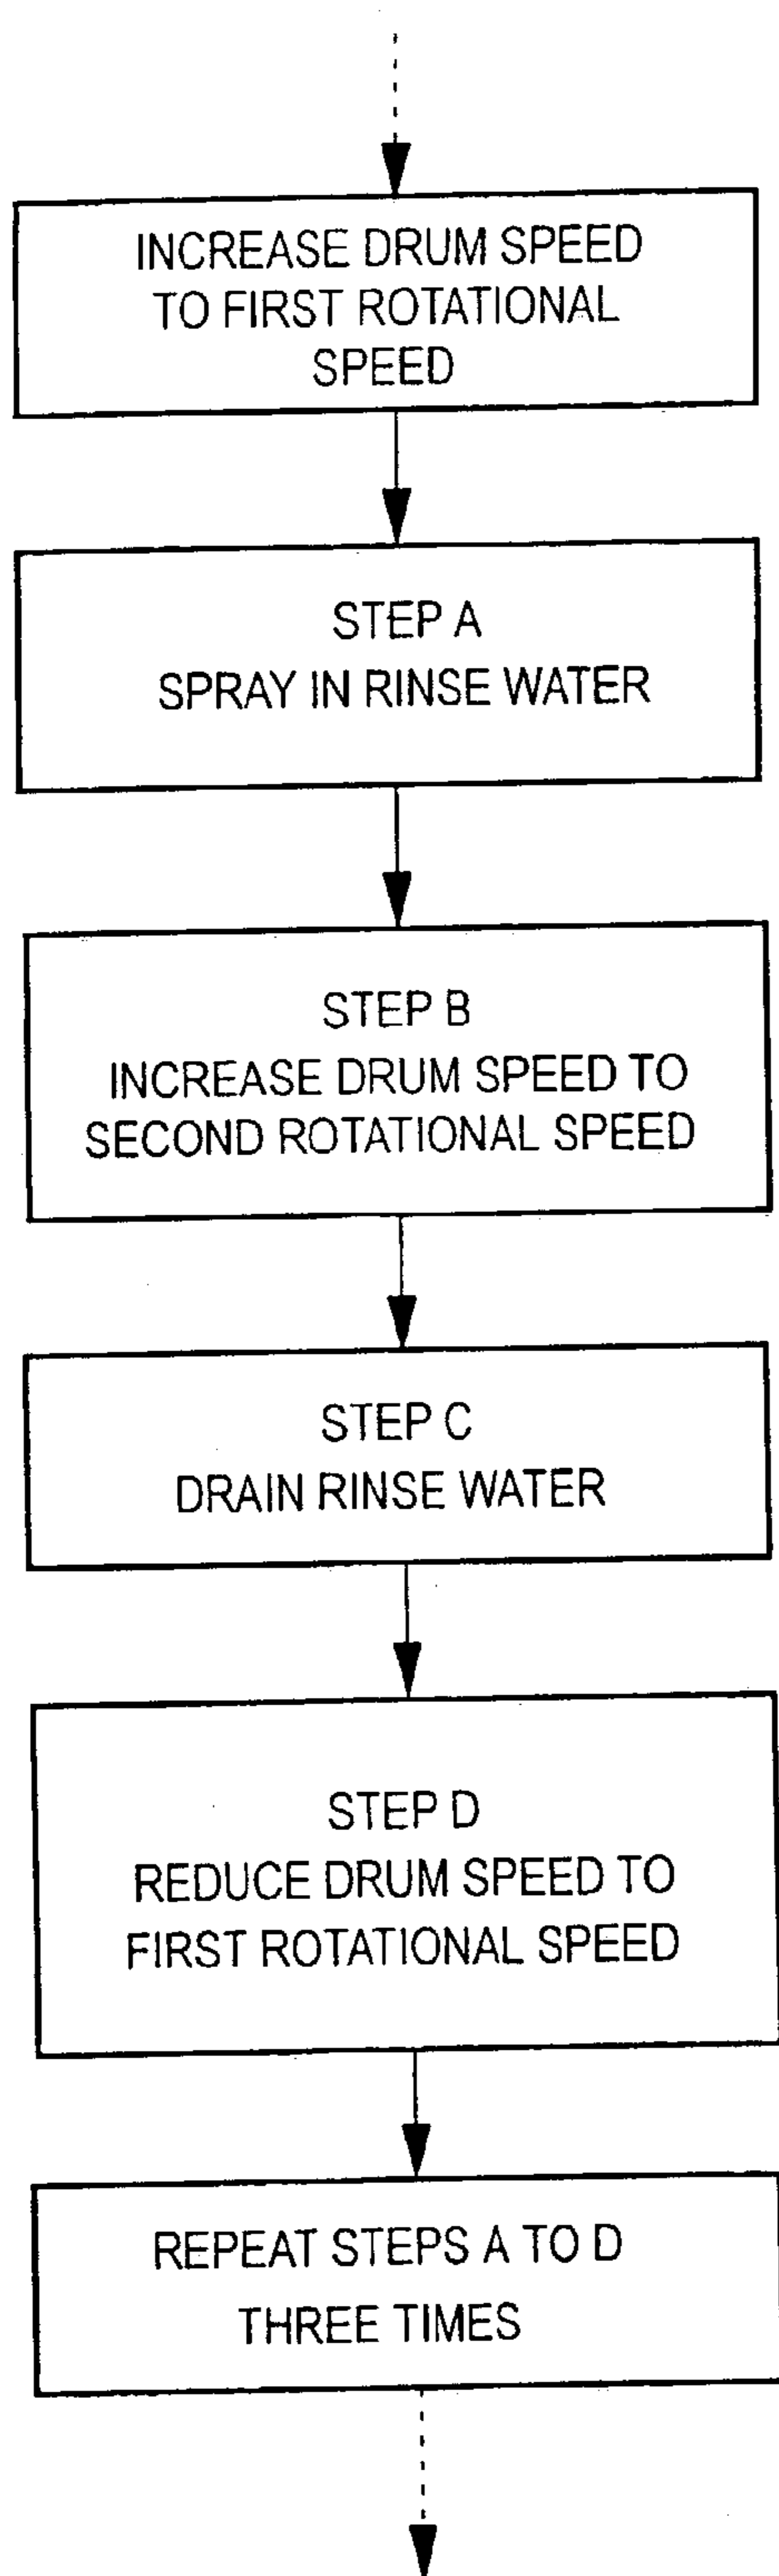 INCREASE DRUM SPEED
TO FIRST ROTATIONAL
SPEED
STEP A
SPRAY IN RINSE WATER
STEP B
INCREASE DRUM SPEED TO
SECOND ROTATIONAL SPEED
STEP C
DRAIN RINSE WATER
STEP D
REDUCE DRUM SPEED TO
FIRST ROTATIONAL SPEED
REPEAT STEPS A TO D
THREE TIMES